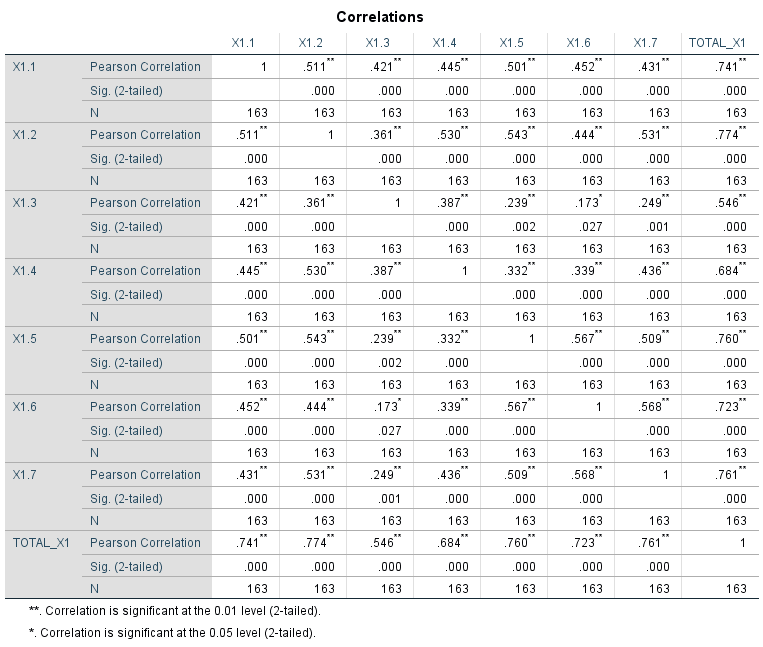 Correlations
X1.1 X1.2 X1.3 X1.4 X1.5 X1.6 X1.7 TOTAL_X1
X1.1 Pearson Correlation 1 .511** .421** .445** .501** .452** .431** .741**
Sig. (2-tailed) .000 .000 .000 .000 .000 .000 .000
N 163 163 163 163 163 163 163 163
X1.2 Pearson Correlation .511** 1 .361** .530** .543** .444** .531** .774**
Sig. (2-tailed) .000 .000 .000 .000 .000 .000 .000
N 163 163 163 163 163 163 163 163
X1.3 Pearson Correlation .421** .361** 1 .387** .239** .173* .249** .546**
Sig. (2-tailed) .000 .000 .000 .002 .027 .001 .000
N 163 163 163 163 163 163 163 163
X1.4 Pearson Correlation .445** .530** .387** 1 .332** .339** .436** .684**
Sig. (2-tailed) .000 .000 .000 .000 .000 .000 .000
N 163 163 163 163 163 163 163 163
X1.5 Pearson Correlation .501** .543** .239** .332** 1 .567** .509** .760**
Sig. (2-tailed) .000 .000 .002 .000 .000 .000 .000
N 163 163 163 163 163 163 163 163
X1.6 Pearson Correlation .452** .444** .173* .339** .567** 1 .568** .723**
Sig. (2-tailed) .000 .000 .027 .000 .000 .000 .000
N 163 163 163 163 163 163 163 163
X1.7 Pearson Correlation .431** .531** .249** .436** .509** .568** 1 .761**
Sig. (2-tailed) .000 .000 .001 .000 .000 .000 .000
N 163 163 163 163 163 163 163 163
TOTAL_X1 Pearson Correlation .741** .774** .546** .684** .760** .723** .761** 1
Sig. (2-tailed) .000 .000 .000 .000 .000 .000 .000
N 163 163 163 163 163 163 163 163
**. Correlation is significant at the 0.01 level (2-tailed).
*. Correlation is significant at the 0.05 level (2-tailed).